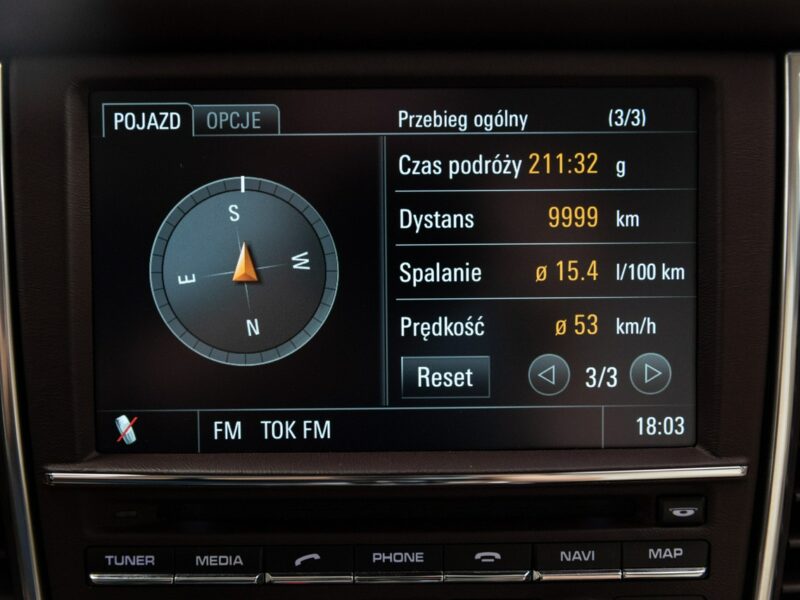 POJAZD OPCJE Przebieg ogólny (3/3)
Czas podróży 211:32 g
Dystans 9999 km
Spalanie ø 15.4 l/100 km
Prędkość ø 53 km/h
Reset 3/3
S
W
E
N
FM TOK FM 18:03
TUNER MEDIA PHONE NAVI MAP